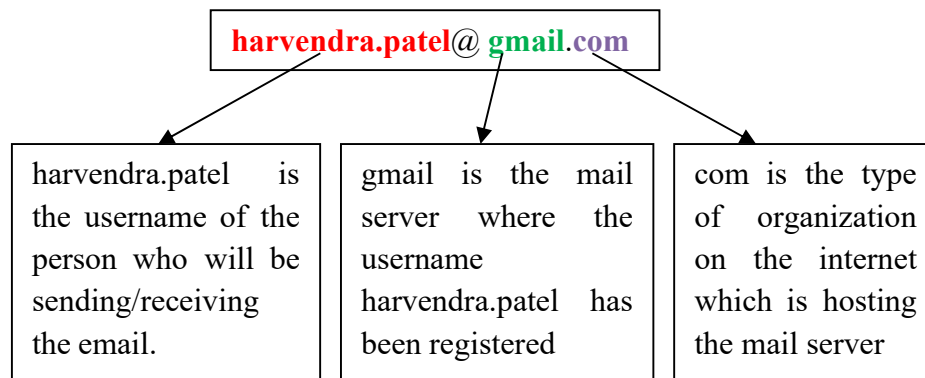 harvendra.patel@ gmail.com
harvendra.patel is
the username of the
person who will be
sending/receiving
the email.
gmail is the mail
server where the
username
harvendra.patel has
been registered
com is the type
of organization
on the internet
which is hosting
the mail server